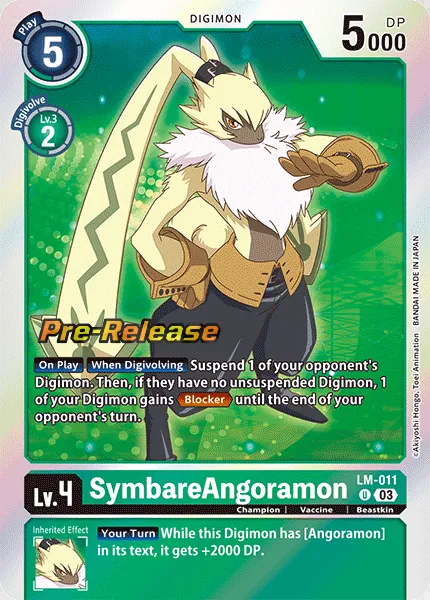 DIGIMON
Play
5
DP
5000
Digivolve
Lv.3
2
Pre-Release
On Play When Digivolving Suspend 1 of your opponent's
Digimon. Then, if they have no unsuspended Digimon, 1
of your Digimon gains Blocker until the end of your
opponent's turn.
©Akiyoshi Hongo, Toei Animation BANDAI MADE IN JAPAN
Lv.4
SymbareAngoramon
LM-011
U 03
Champion | Vaccine | Beastkin
Inherited Effect
Your Turn While this Digimon has [Angoramon]
in its text, it gets +2000 DP.